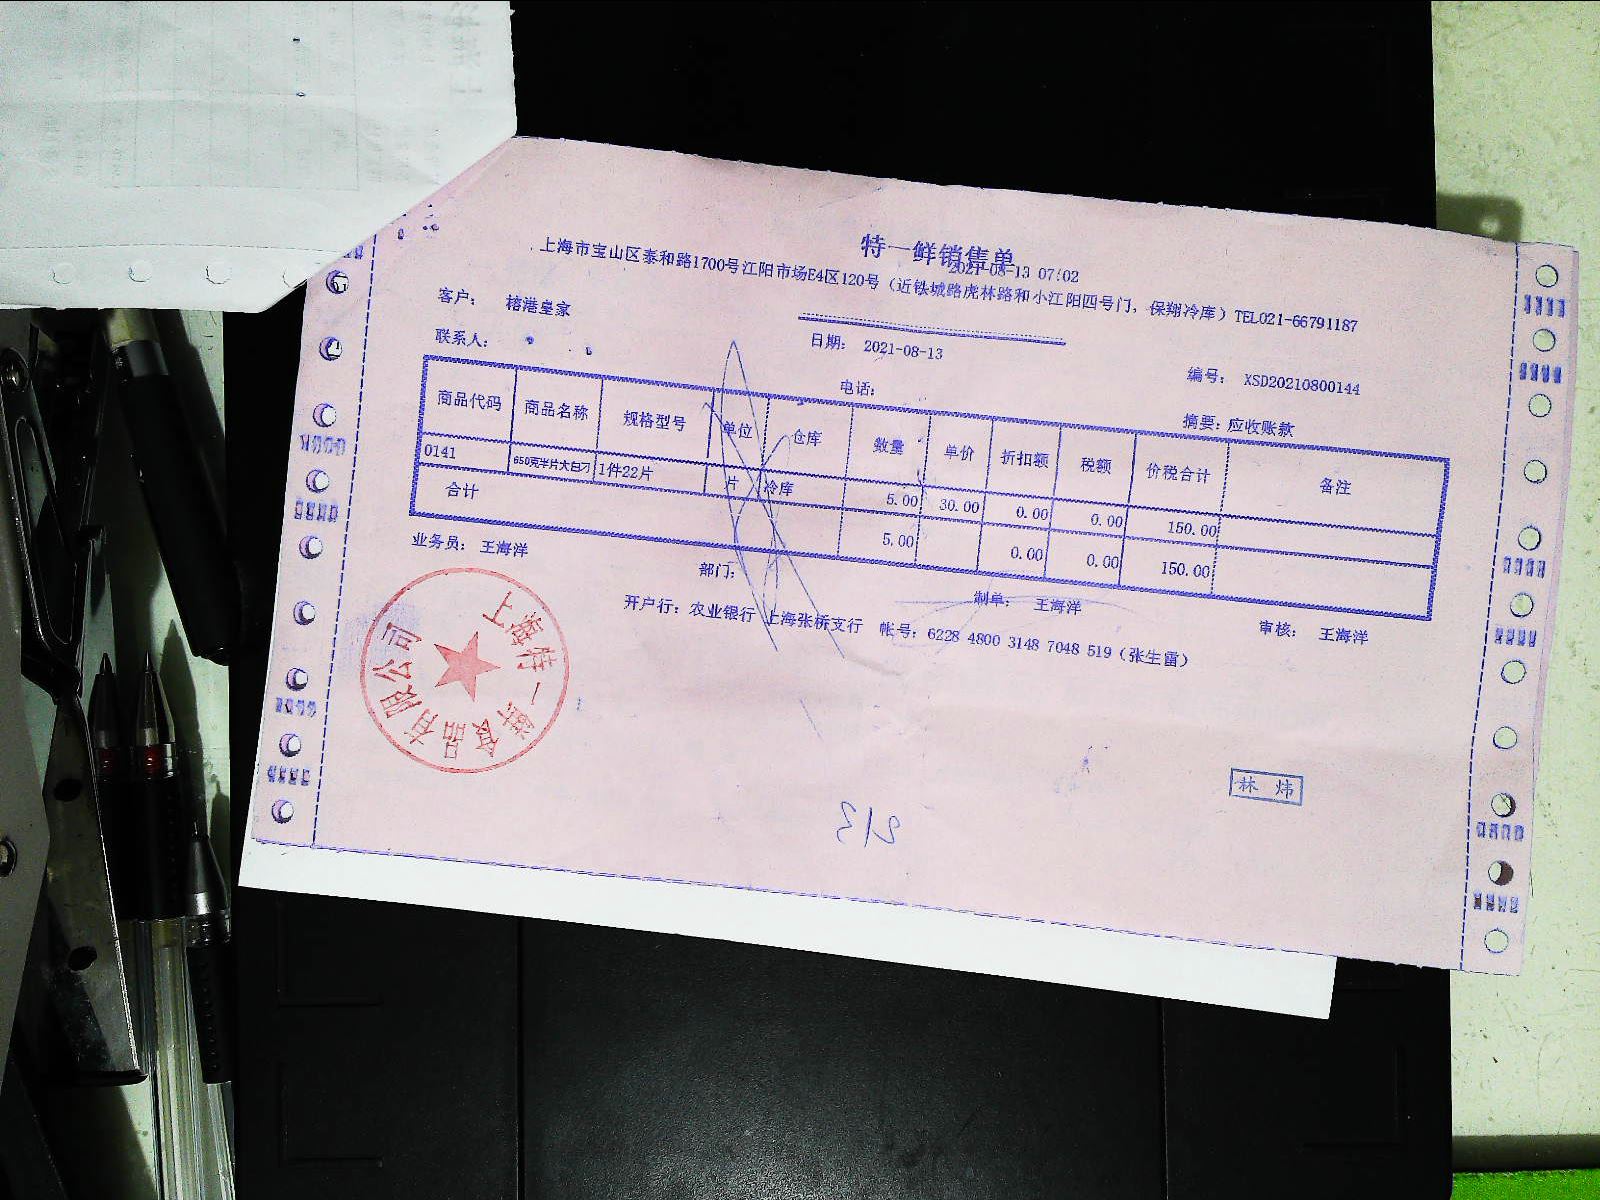 特一鲜销售单
2021-08-13 07:02
上海市宝山区泰和路1700号江阳市场E4区120号（近铁城路虎林路和小江阳四号门，保翔冷库）TEL021-66791187
客户： 椿港皇家
日期： 2021-08-13
编号： XSD20210800144
联系人：
电话：
摘要：应收账款
商品代码 商品名称 规格型号 单位 仓库 数量 单价 折扣额 税额 价税合计 备注
0141 650克半片大白刁 1件22片 片 冷库 5.00 30.00 0.00 0.00 150.00
合计 5.00 0.00 0.00 150.00
业务员： 王海洋
部门：
制单： 王海洋
审核： 王海洋
开户行：农业银行 上海张桥支行 帐号：6228 4800 3148 7048 519（张生雷）
上海特一鲜食品有限公司
林 炜